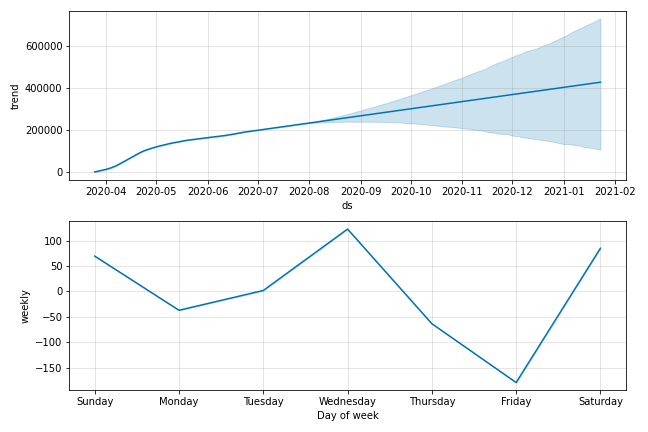 600000
400000
200000
0
trend
2020-04 2020-05 2020-06 2020-07 2020-08 2020-09 2020-10 2020-11 2020-12 2021-01 2021-02
ds
100
50
0
−50
−100
−150
weekly
Sunday Monday Tuesday Wednesday Thursday Friday Saturday
Day of week